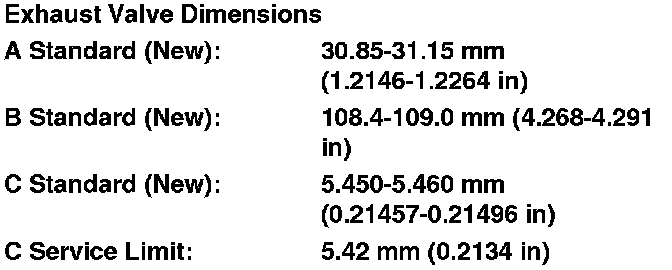 Exhaust Valve Dimensions
A Standard (New): 30.85-31.15 mm
(1.2146-1.2264 in)
B Standard (New): 108.4-109.0 mm (4.268-4.291
in)
C Standard (New): 5.450-5.460 mm
(0.21457-0.21496 in)
C Service Limit: 5.42 mm (0.2134 in)